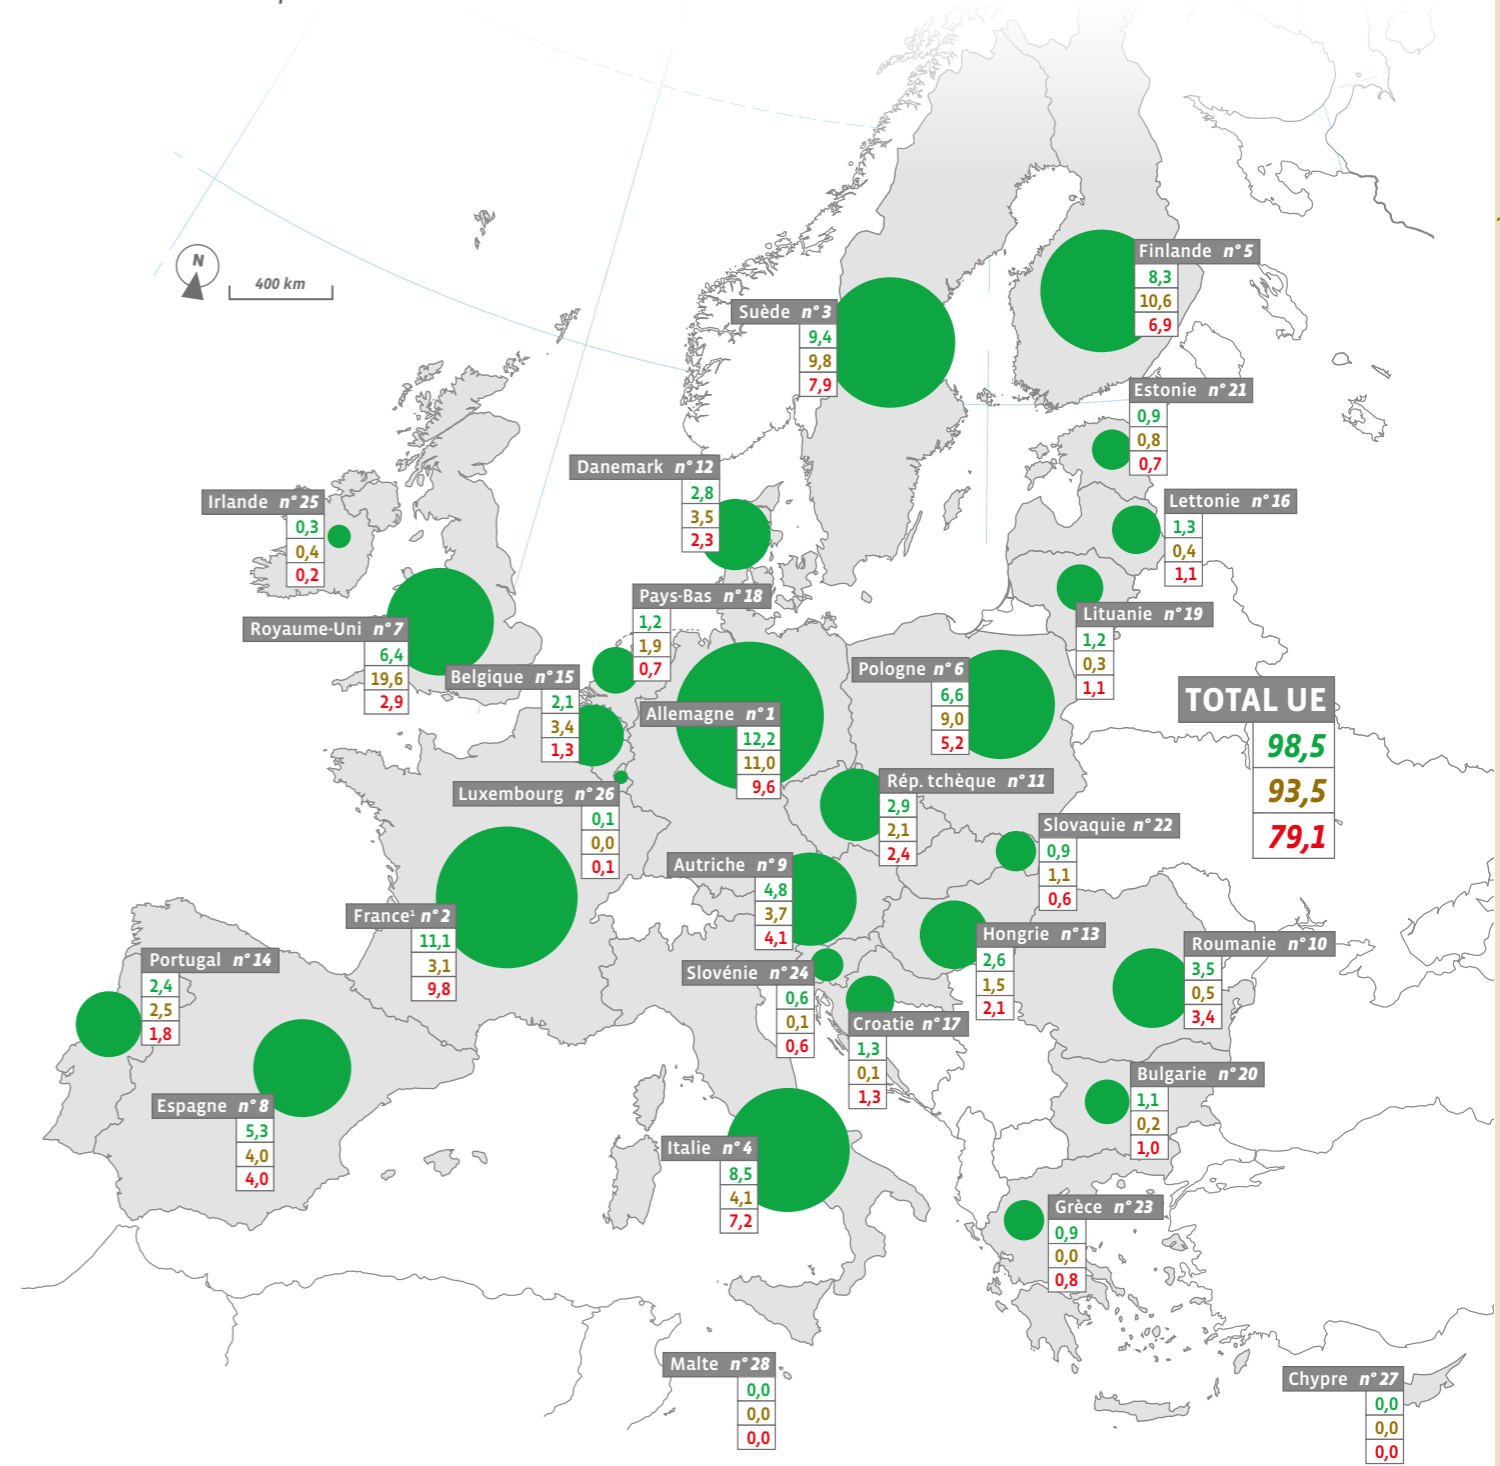 N
400 km
Finlande n°5
8,3
10,6
6,9
Suède n°3
9,4
9,8
7,9
Estonie n°21
0,9
0,8
0,7
Danemark n°12
2,8
3,5
2,3
Irlande n°25
0,3
0,4
0,2
Lettonie n°16
1,3
0,4
1,1
Pays-Bas n°18
1,2
1,9
0,7
Lituanie n°19
1,2
0,3
1,1
Royaume-Uni n°7
6,4
19,6
2,9
Belgique n°15
2,1
3,4
1,3
Pologne n°6
6,6
9,0
5,2
TOTAL UE
98,5
93,5
79,1
Allemagne n°1
12,2
11,0
9,6
Luxembourg n°26
0,1
0,0
0,1
Rép. tchèque n°11
2,9
2,1
2,4
Slovaquie n°22
0,9
1,1
0,6
Autriche n°9
4,8
3,7
4,1
France¹ n°2
11,1
3,1
9,8
Hongrie n°13
2,6
1,5
2,1
Roumanie n°10
3,5
0,5
3,4
Portugal n°14
2,4
2,5
1,8
Slovénie n°24
0,6
0,1
0,6
Croatie n°17
1,3
0,1
1,3
Bulgarie n°20
1,1
0,2
1,0
Espagne n°8
5,3
4,0
4,0
Italie n°4
8,5
4,1
7,2
Grèce n°23
0,9
0,0
0,8
Malte n°28
0,0
0,0
0,0
Chypre n°27
0,0
0,0
0,0